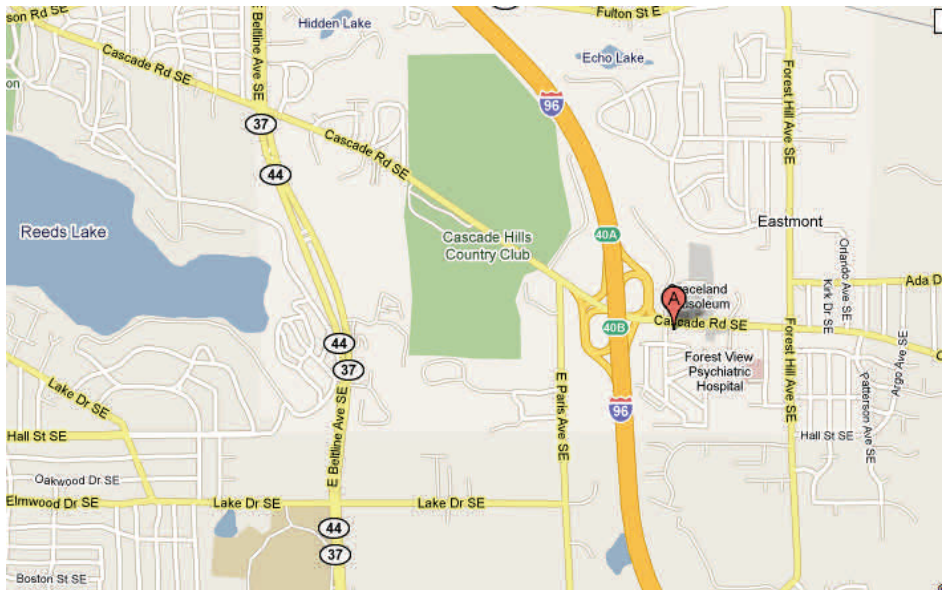 son Rd SE
Hidden Lake
Fulton St E
Cascade Rd SE
E Beltline Ave SE
Echo Lake
Forest Hill Ave SE
on
96
37
Cascade Rd SE
44
Reeds Lake
Eastmont
Cascade Hills
Country Club
40A
Orlando Ave SE
Kirk Dr SE
Ada D
A
Cascade Rd SE
40B
44
37
Forest View
Psychiatric
Hospital
Forest Hill Ave SE
Argo Ave SE
Patterson Ave SE
E Paris Ave SE
Lake Dr SE
E Beltline Ave SE
96
Hall St SE
Hall St SE
Oakwood Dr SE
Elmwood Dr SE
Lake Dr SE
Lake Dr SE
44
37
Boston St SE